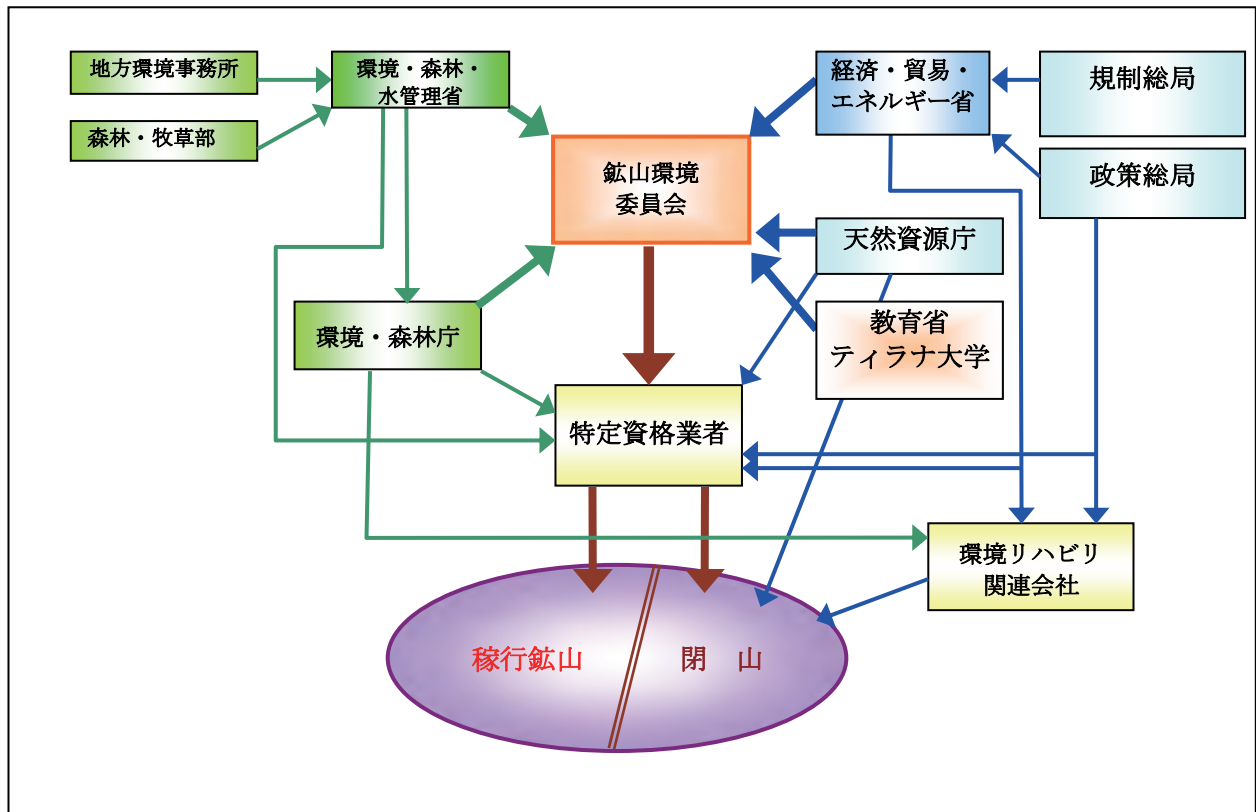 地方環境事務所
環境・森林・
水管理省
経済・貿易・
エネルギー省
規制総局
森林・牧草部
鉱山環境
委員会
政策総局
天然資源庁
環境・森林庁
教育省
ティラナ大学
特定資格業者
環境リハビリ
関連会社
稼行鉱山
閉　山